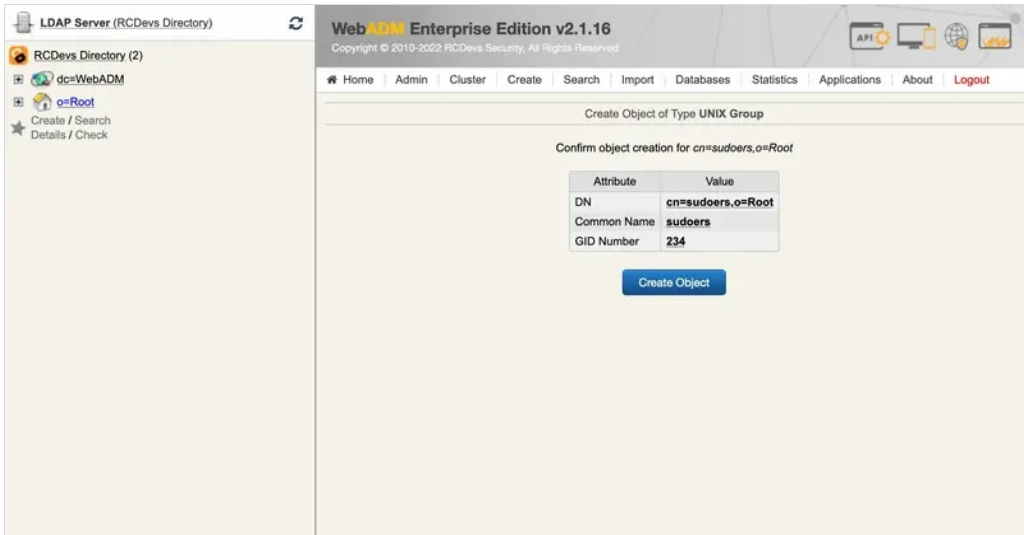 LDAP Server (RCDevs Directory)
RCDevs Directory (2)
dc=WebADM
o=Root
Create / Search
Details / Check
WebADM Enterprise Edition v2.1.16
Copyright © 2010-2022 RCDevs Security, All Rights Reserved
API
Home Admin Cluster Create Search Import Databases Statistics Applications About Logout
Create Object of Type UNIX Group
Confirm object creation for cn=sudoers,o=Root
Attribute Value
DN cn=sudoers,o=Root
Common Name sudoers
GID Number 234
Create Object